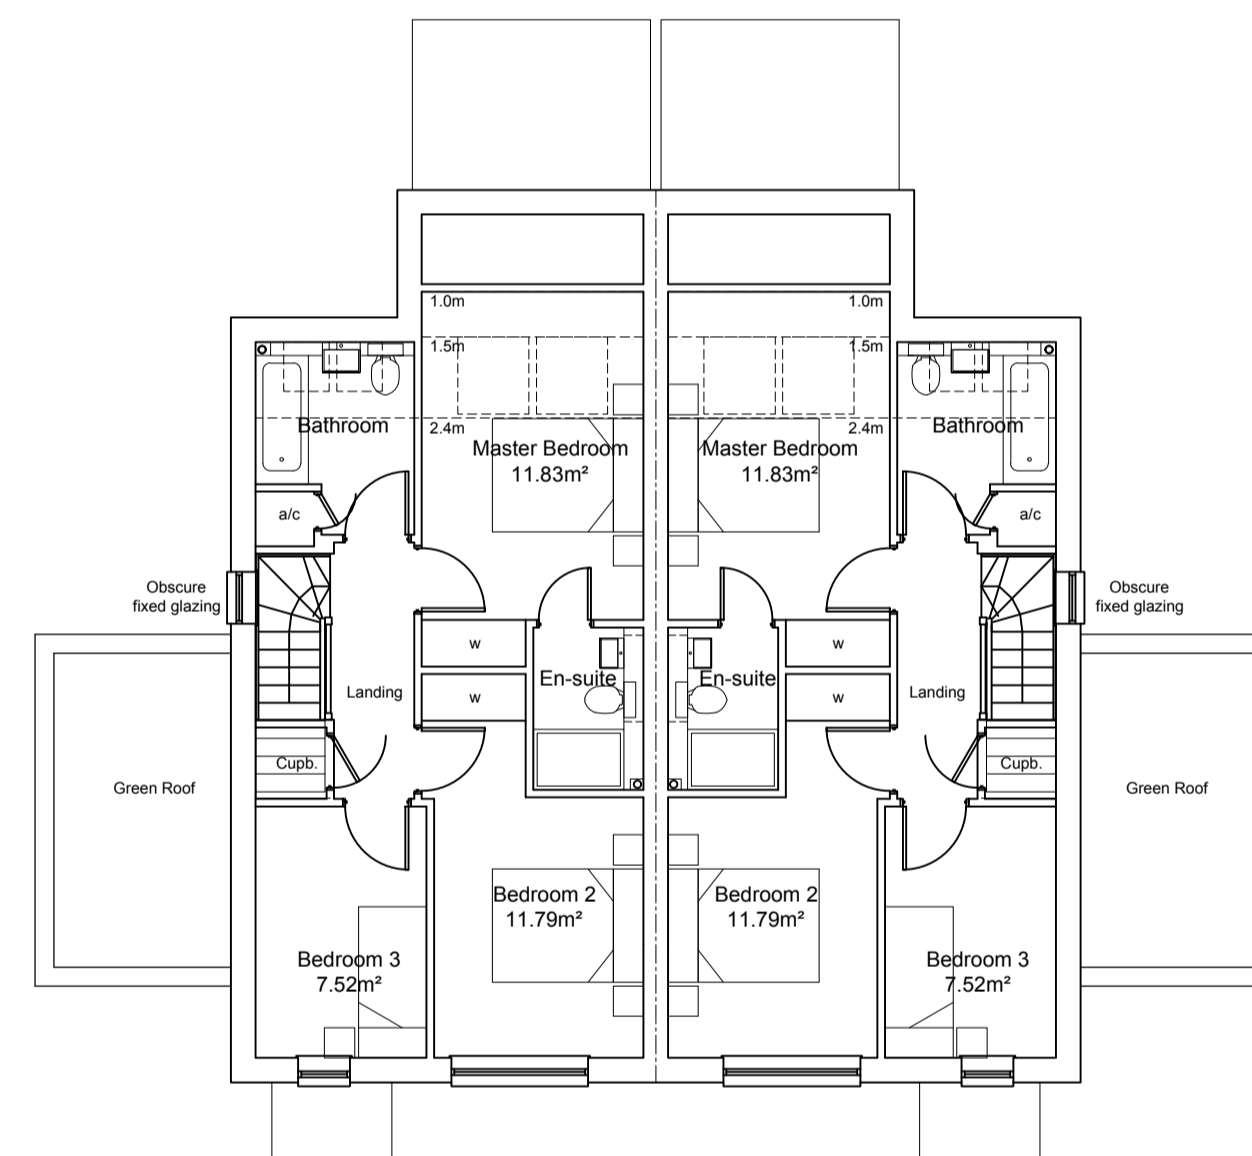 1.0m
1.0m
1.5m
1.5m
Bathroom
2.4m
2.4m
Bathroom
Master Bedroom
11.83m²
Master Bedroom
11.83m²
a/c
a/c
Obscure
fixed glazing
Obscure
fixed glazing
w
w
En-suite
En-suite
Landing
w
w
Landing
Cupb.
Cupb.
Green Roof
Green Roof
Bedroom 2
11.79m²
Bedroom 2
11.79m²
Bedroom 3
7.52m²
Bedroom 3
7.52m²